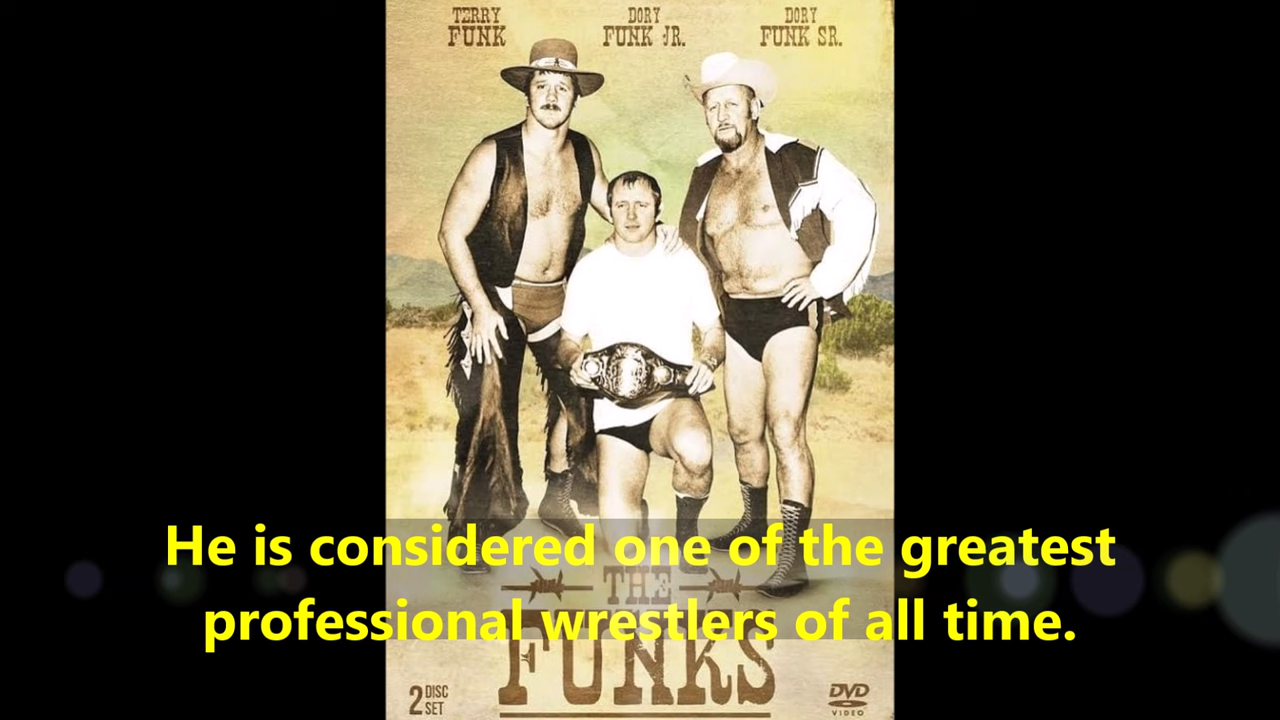 TERRY
FUNK
DORY
FUNK JR.
DORY
FUNK SR.
He is considered one of the greatest
professional wrestlers of all time.
THE
FUNKS
2 DISC
SET
DVD
VIDEO